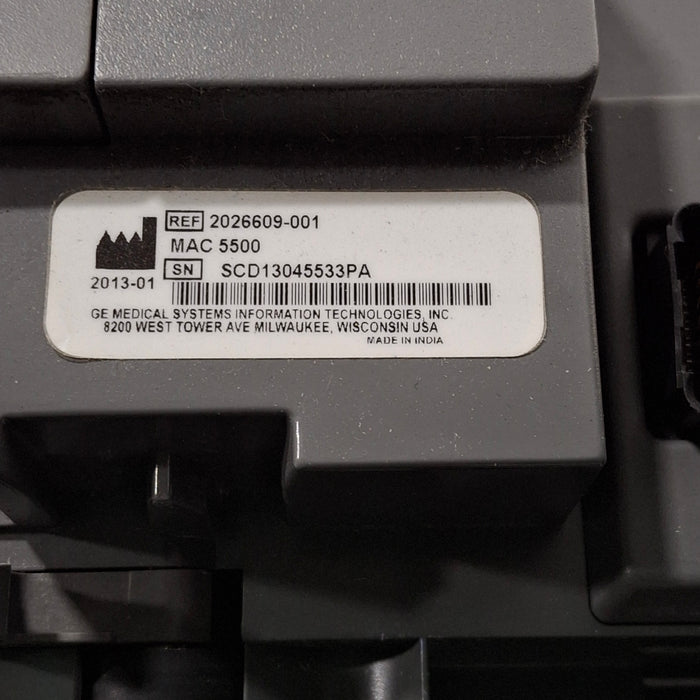 REF 2026609-001
MAC 5500
2013-01
SN SCD13045533PA
GE MEDICAL SYSTEMS INFORMATION TECHNOLOGIES, INC.
8200 WEST TOWER AVE MILWAUKEE, WISCONSIN USA
MADE IN INDIA